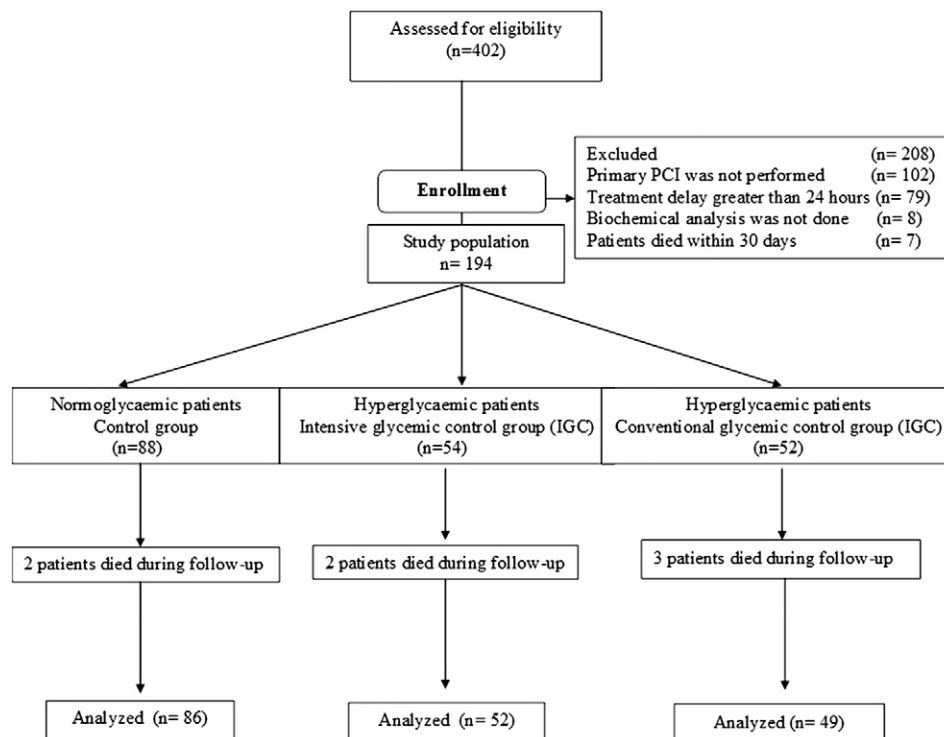 Assessed for eligibility
(n=402)
Enrollment
Excluded (n= 208)
Primary PCI was not performed (n= 102)
Treatment delay greater than 24 hours (n= 79)
Biochemical analysis was not done (n= 8)
Patients died within 30 days (n= 7)
Study population
n= 194
Normoglycaemic patients
Control group
(n=88)
Hyperglycaemic patients
Intensive glycemic control group (IGC)
(n=54)
Hyperglycaemic patients
Conventional glycemic control group (IGC)
(n=52)
2 patients died during follow-up
2 patients died during follow-up
3 patients died during follow-up
Analyzed (n= 86)
Analyzed (n= 52)
Analyzed (n= 49)